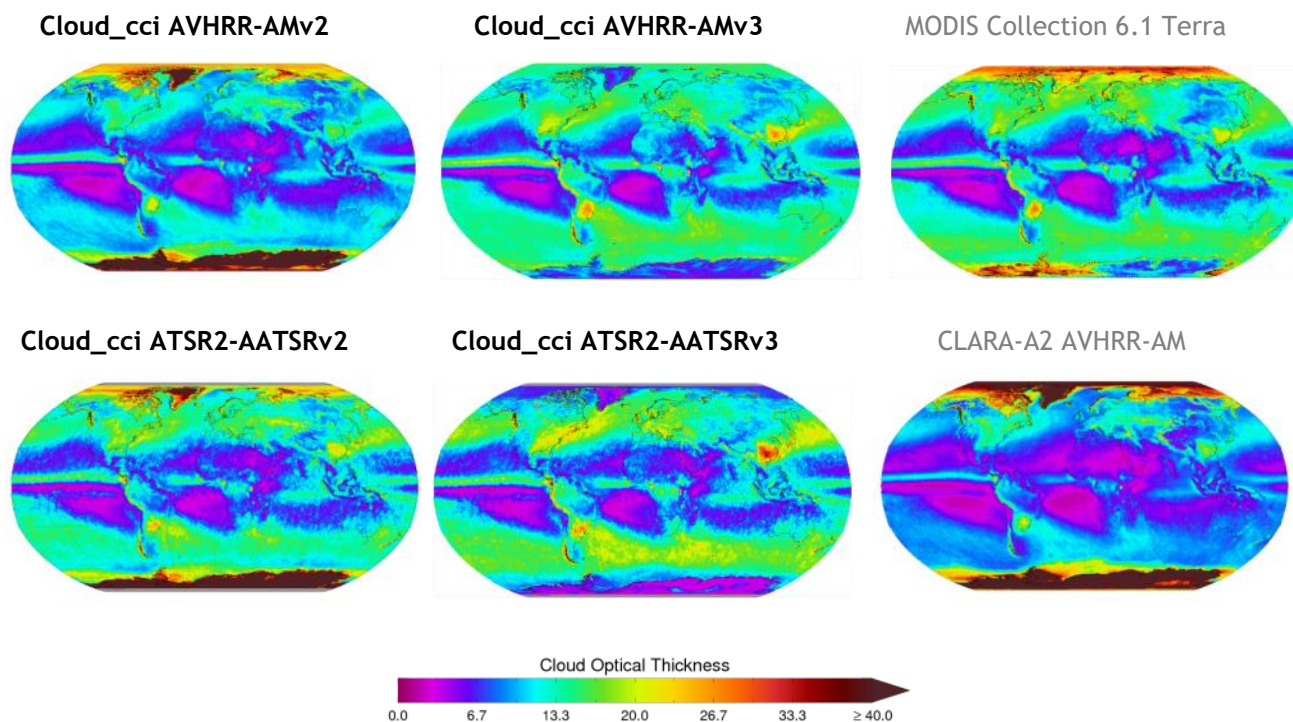 Cloud_cci AVHRR-AMv2 Cloud_cci AVHRR-AMv3 MODIS Collection 6.1 Terra
Cloud_cci ATSR2-AATSRv2 Cloud_cci ATSR2-AATSRv3 CLARA-A2 AVHRR-AM
Cloud Optical Thickness
0.0 6.7 13.3 20.0 26.7 33.3 ≥ 40.0